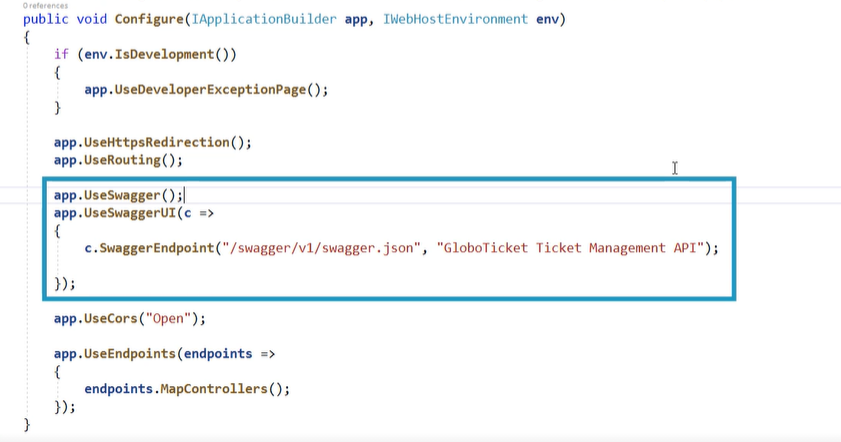 0 references
public void Configure(IApplicationBuilder app, IWebHostEnvironment env)
{
if (env.IsDevelopment())
{
app.UseDeveloperExceptionPage();
}
app.UseHttpsRedirection();
app.UseRouting();
app.UseSwagger();
app.UseSwaggerUI(c =>
{
c.SwaggerEndpoint("/swagger/v1/swagger.json", "GloboTicket Ticket Management API");
});
app.UseCors("Open");
app.UseEndpoints(endpoints =>
{
endpoints.MapControllers();
});
}